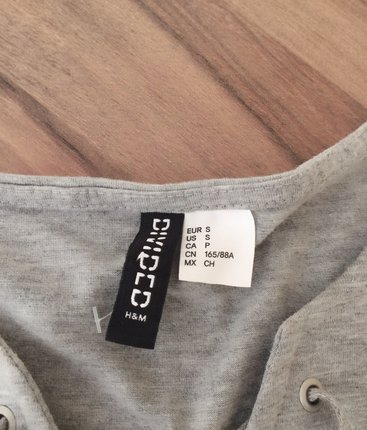 DIVIDED
H&M
EUR S
US S
CA P
CN 165/88A
MX CH